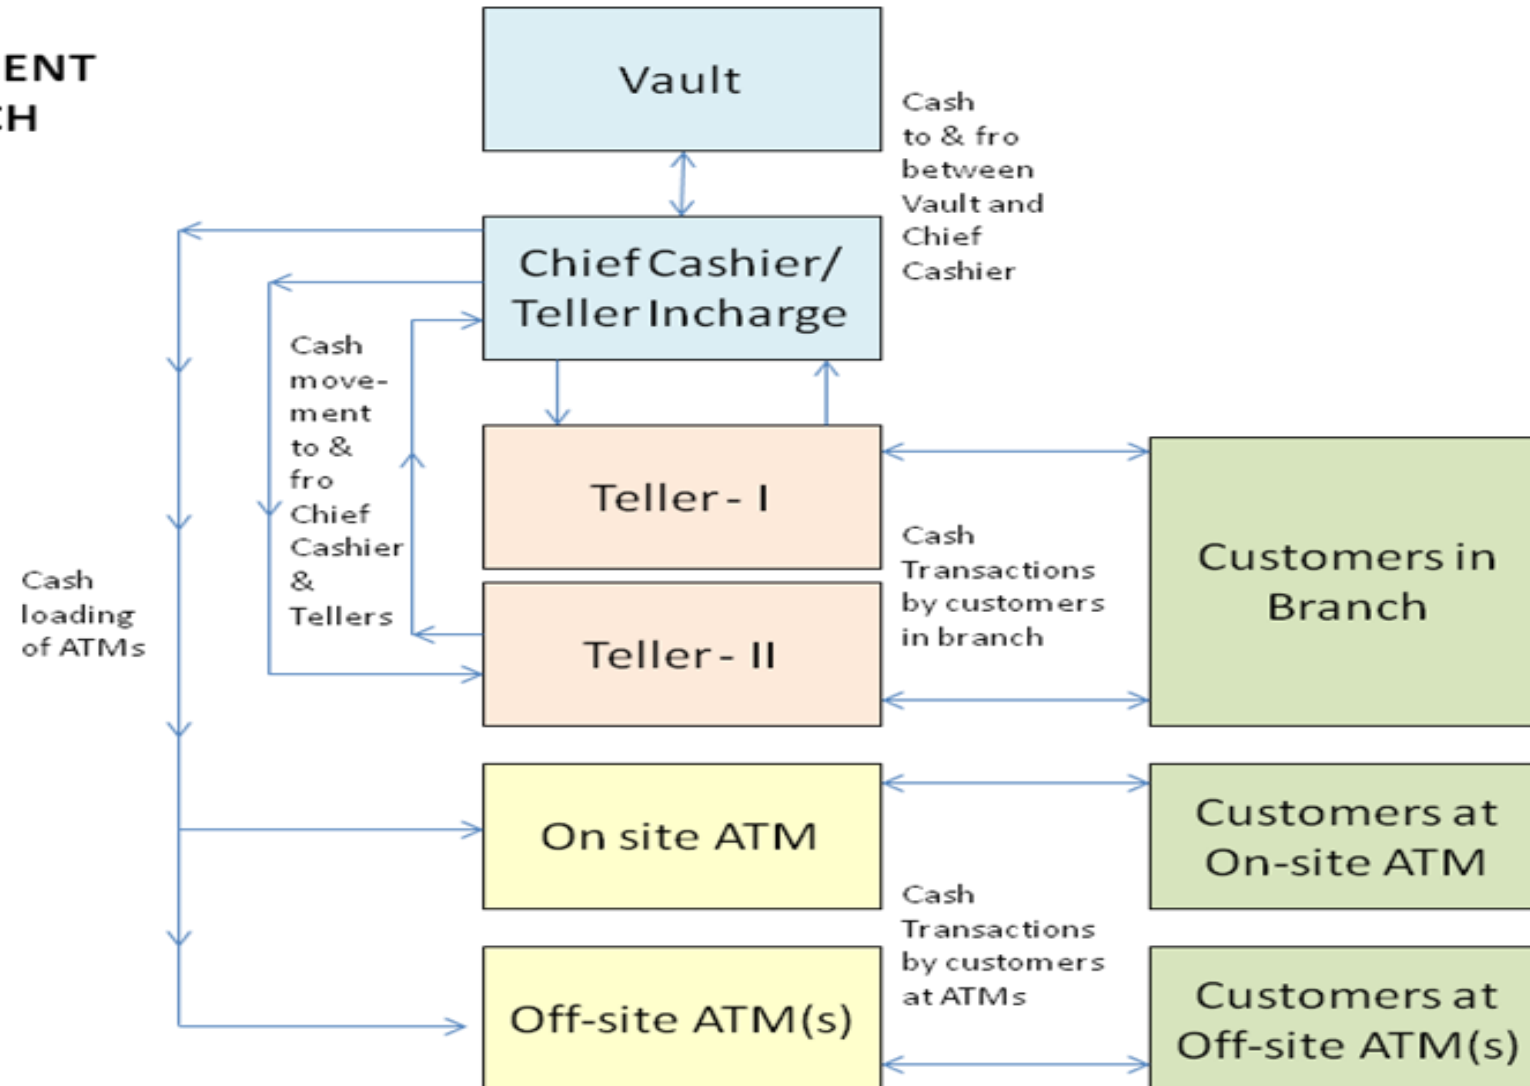 ENT
CH
Vault
Cash
to & fro
between
Vault and
Chief
Cashier
Chief Cashier/
Teller Incharge
Cash
move-
ment
to &
fro
Chief
Cashier
&
Tellers
Teller - I
Cash
Transactions
by customers
in branch
Customers in
Branch
Cash
loading
of ATMs
Teller - II
On site ATM
Customers at
On-site ATM
Cash
Transactions
by customers
at ATMs
Off-site ATM(s)
Customers at
Off-site ATM(s)